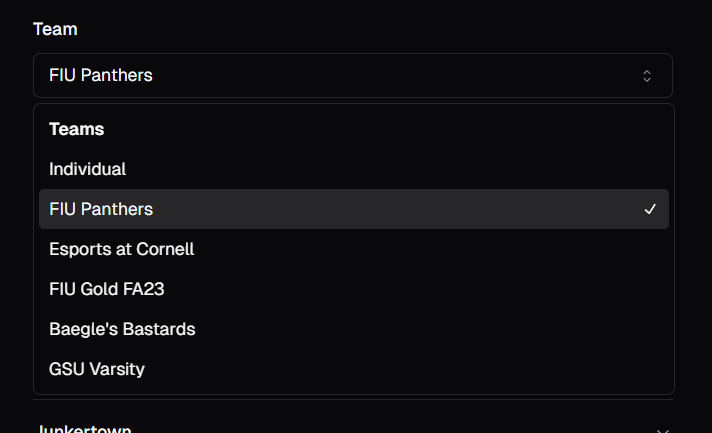 Team
FIU Panthers
Teams
Individual
FIU Panthers
Esports at Cornell
FIU Gold FA23
Baegle's Bastards
GSU Varsity
Junkertown